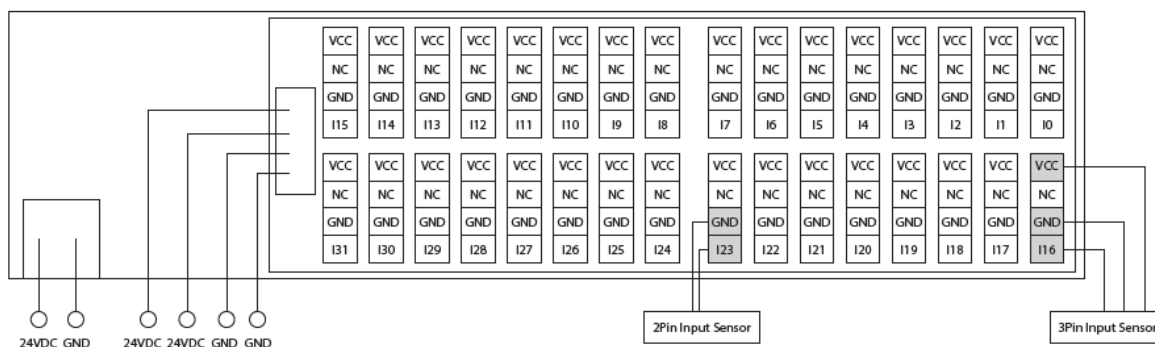 VCC VCC VCC VCC VCC VCC VCC VCC VCC VCC VCC VCC VCC VCC VCC VCC
NC NC NC NC NC NC NC NC NC NC NC NC NC NC NC NC
GND GND GND GND GND GND GND GND GND GND GND GND GND GND GND GND
I15 I14 I13 I12 I11 I10 I9 I8 I7 I6 I5 I4 I3 I2 I1 I0
VCC VCC VCC VCC VCC VCC VCC VCC VCC VCC VCC VCC VCC VCC VCC VCC
NC NC NC NC NC NC NC NC NC NC NC NC NC NC NC NC
GND GND GND GND GND GND GND GND GND GND GND GND GND GND GND GND
I31 I30 I29 I28 I27 I26 I25 I24 I23 I22 I21 I20 I19 I18 I17 I16
2Pin Input Sensor 3Pin Input Sensor
24VDC GND 24VDC 24VDC GND GND